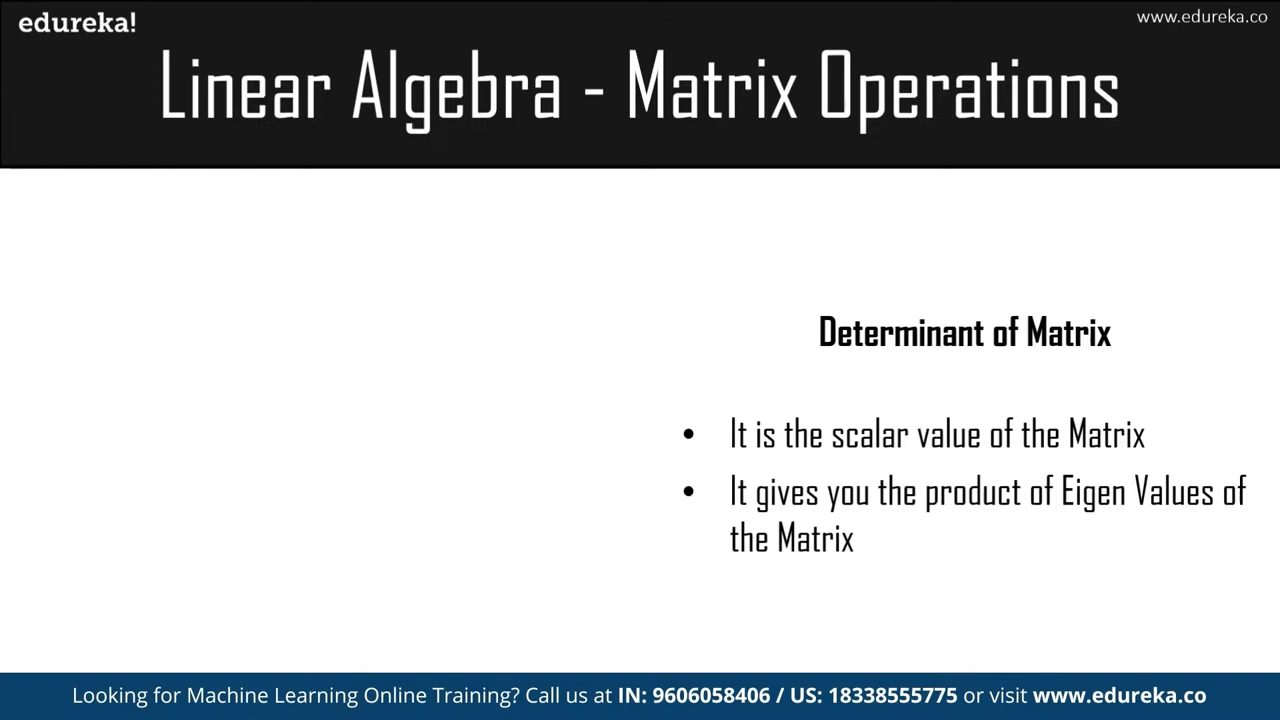 edureka!
www.edureka.co
Linear Algebra - Matrix Operations
Determinant of Matrix
• It is the scalar value of the Matrix
• It gives you the product of Eigen Values of
the Matrix
Looking for Machine Learning Online Training? Call us at IN: 9606058406 / US: 18338555775 or visit www.edureka.co